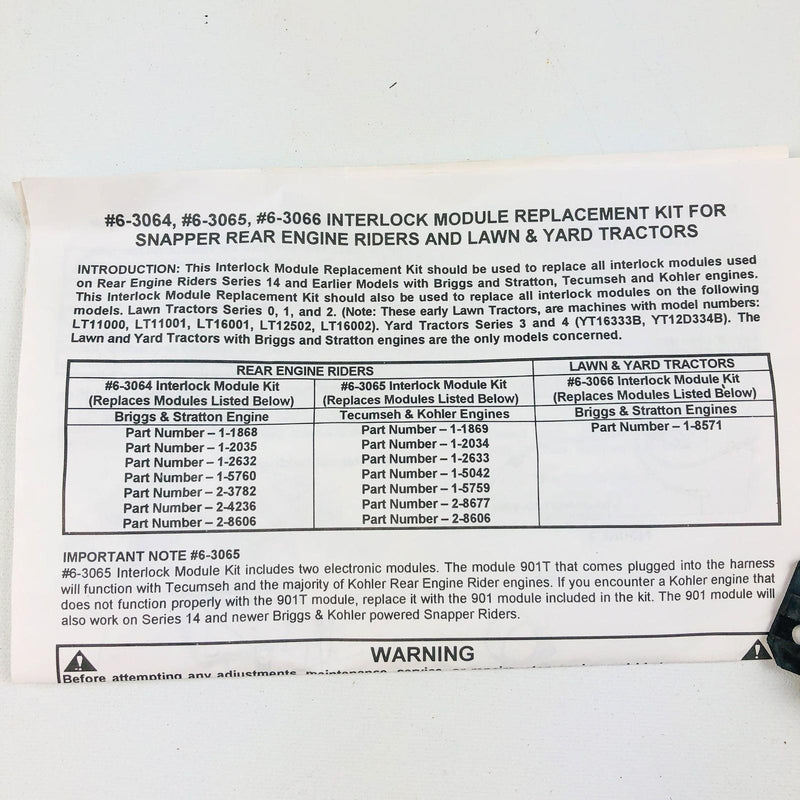 #6-3064, #6-3065, #6-3066 INTERLOCK MODULE REPLACEMENT KIT FOR
SNAPPER REAR ENGINE RIDERS AND LAWN & YARD TRACTORS
INTRODUCTION: This Interlock Module Replacement Kit should be used to replace all interlock modules used
on Rear Engine Riders Series 14 and Earlier Models with Briggs and Stratton, Tecumseh and Kohler engines.
This Interlock Module Replacement Kit should also be used to replace all interlock modules on the following
models. Lawn Tractors Series 0, 1, and 2. (Note: These early Lawn Tractors, are machines with model numbers:
LT11000, LT11001, LT16001, LT12502, LT16002). Yard Tractors Series 3 and 4 (YT16333B, YT12D334B). The
Lawn and Yard Tractors with Briggs and Stratton engines are the only models concerned.
REAR ENGINE RIDERS LAWN & YARD TRACTORS
#6-3064 Interlock Module Kit #6-3065 Interlock Module Kit #6-3066 Interlock Module Kit
(Replaces Modules Listed Below) (Replaces Modules Listed Below) (Replaces Modules Listed Below)
Briggs & Stratton Engine Tecumseh & Kohler Engines Briggs & Stratton Engines
Part Number – 1-1868 Part Number – 1-1869 Part Number – 1-8571
Part Number – 1-2035 Part Number – 1-2034
Part Number – 1-2632 Part Number – 1-2633
Part Number – 1-5760 Part Number – 1-5042
Part Number – 2-3782 Part Number – 1-5759
Part Number – 2-4236 Part Number – 2-8677
Part Number – 2-8606 Part Number – 2-8606
IMPORTANT NOTE #6-3065
#6-3065 Interlock Module Kit includes two electronic modules. The module 901T that comes plugged into the harness
will function with Tecumseh and the majority of Kohler Rear Engine Rider engines. If you encounter a Kohler engine that
does not function properly with the 901T module, replace it with the 901 module included in the kit. The 901 module will
also work on Series 14 and newer Briggs & Kohler powered Snapper Riders.
WARNING
Before attempting any adjustments, maintenance, service, or